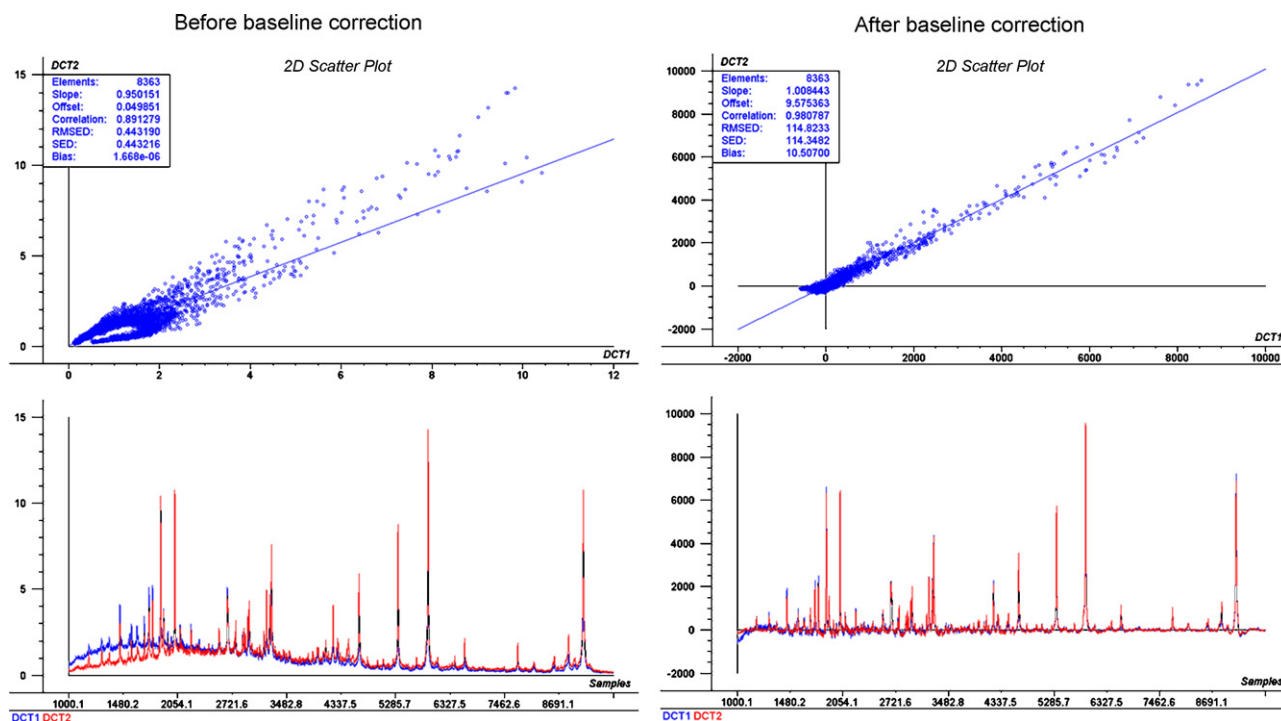 Before baseline correction
After baseline correction
DCT2
2D Scatter Plot
15
10
5
0
Elements: 8363
Slope: 0.950151
Offset: 0.049851
Correlation: 0.891279
RMSED: 0.443190
SED: 0.443216
Bias: 1.668e-06
DCT1
0 2 4 6 8 10 12
DCT2
2D Scatter Plot
10000
8000
6000
4000
2000
0
-2000
Elements: 8363
Slope: 1.008443
Offset: 9.575363
Correlation: 0.980787
RMSED: 114.8233
SED: 114.3482
Bias: 10.50700
DCT1
-2000 0 2000 4000 6000 8000 10000
15
10
5
0
Samples
1000.1 1480.2 2054.1 2721.6 3482.8 4337.5 5285.7 6327.5 7462.6 8691.1
DCT1 DCT2
10000
8000
6000
4000
2000
0
-2000
Samples
1000.1 1480.2 2054.1 2721.6 3482.8 4337.5 5285.7 6327.5 7462.6 8691.1
DCT1 DCT2